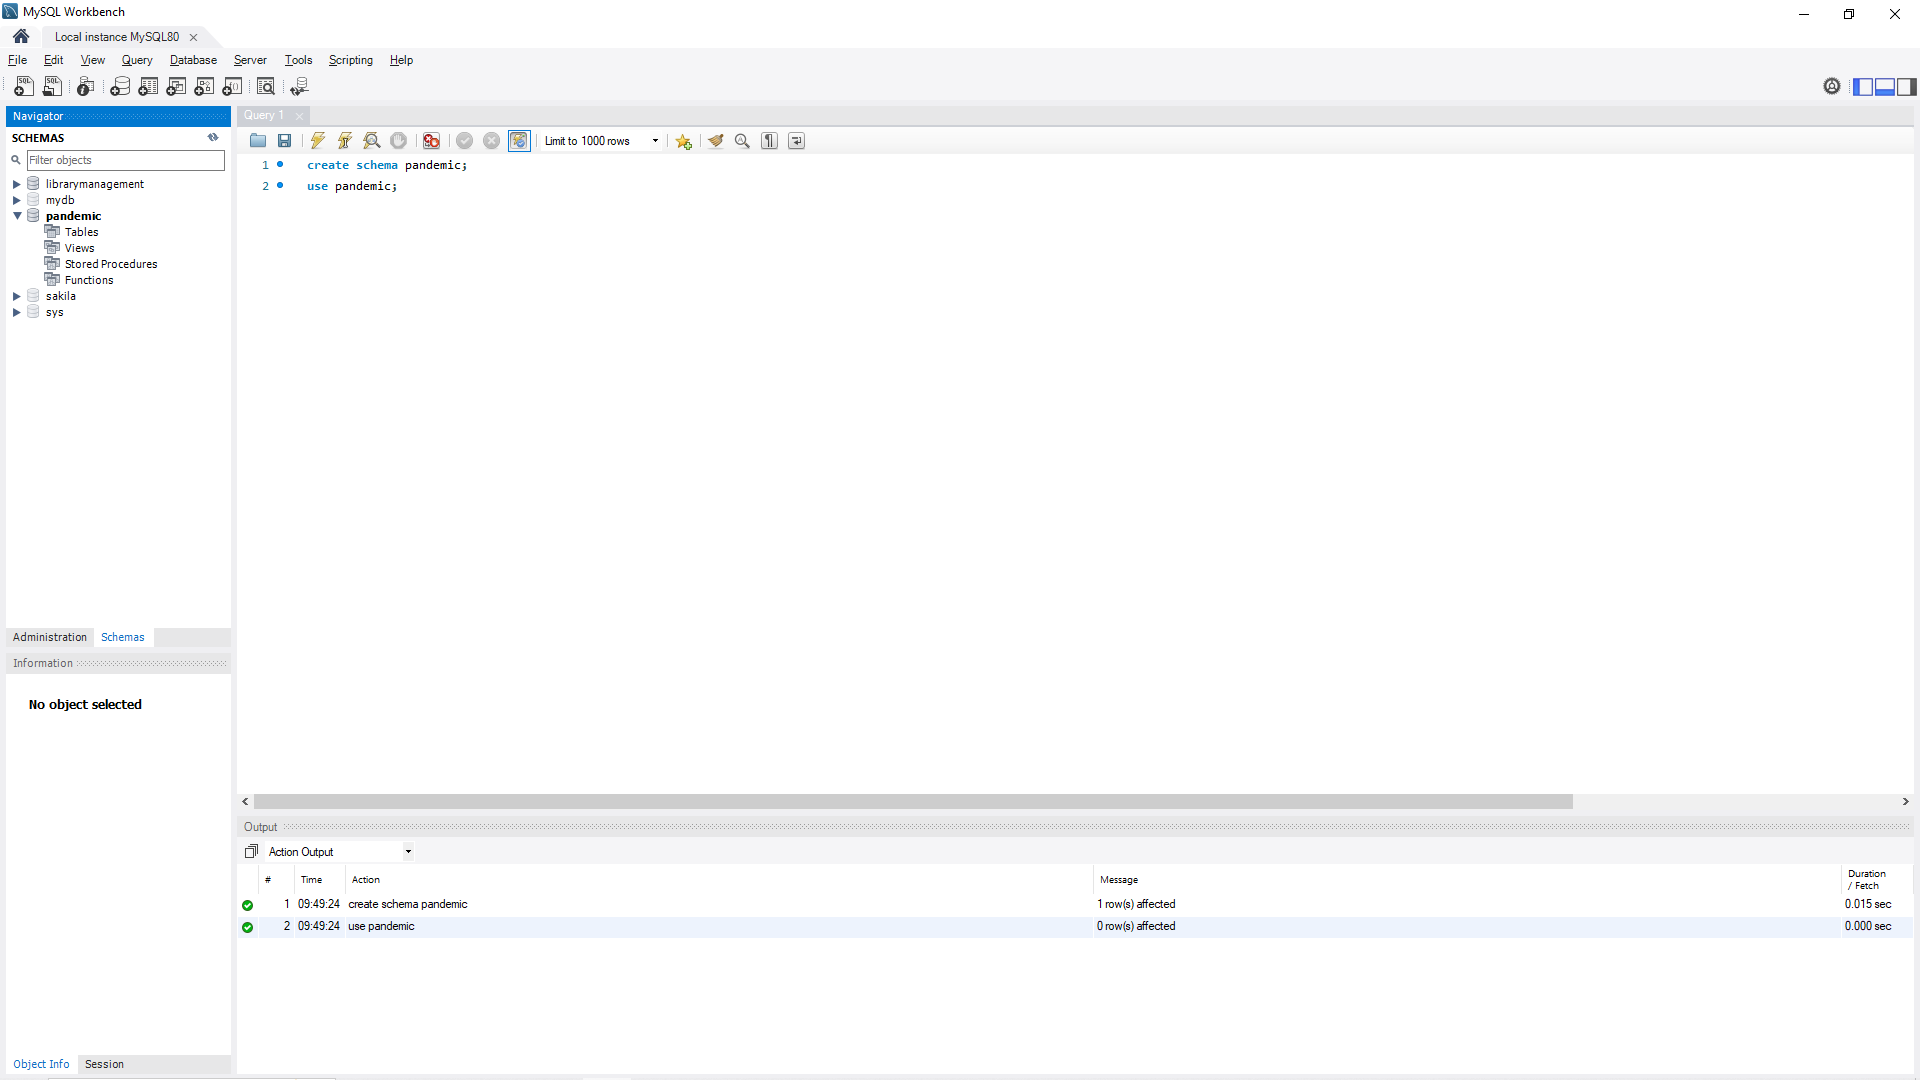 MySQL Workbench
Local instance MySQL80
File Edit View Query Database Server Tools Scripting Help
Navigator
SCHEMAS
Filter objects
librarymanagement
mydb
pandemic
Tables
Views
Stored Procedures
Functions
sakila
sys
Administration Schemas
Information
No object selected
Object Info Session
Query 1
Limit to 1000 rows
1 create schema pandemic;
2 use pandemic;
Output
Action Output
# Time Action Message Duration / Fetch
1 09:49:24 create schema pandemic 1 row(s) affected 0.015 sec
2 09:49:24 use pandemic 0 row(s) affected 0.000 sec